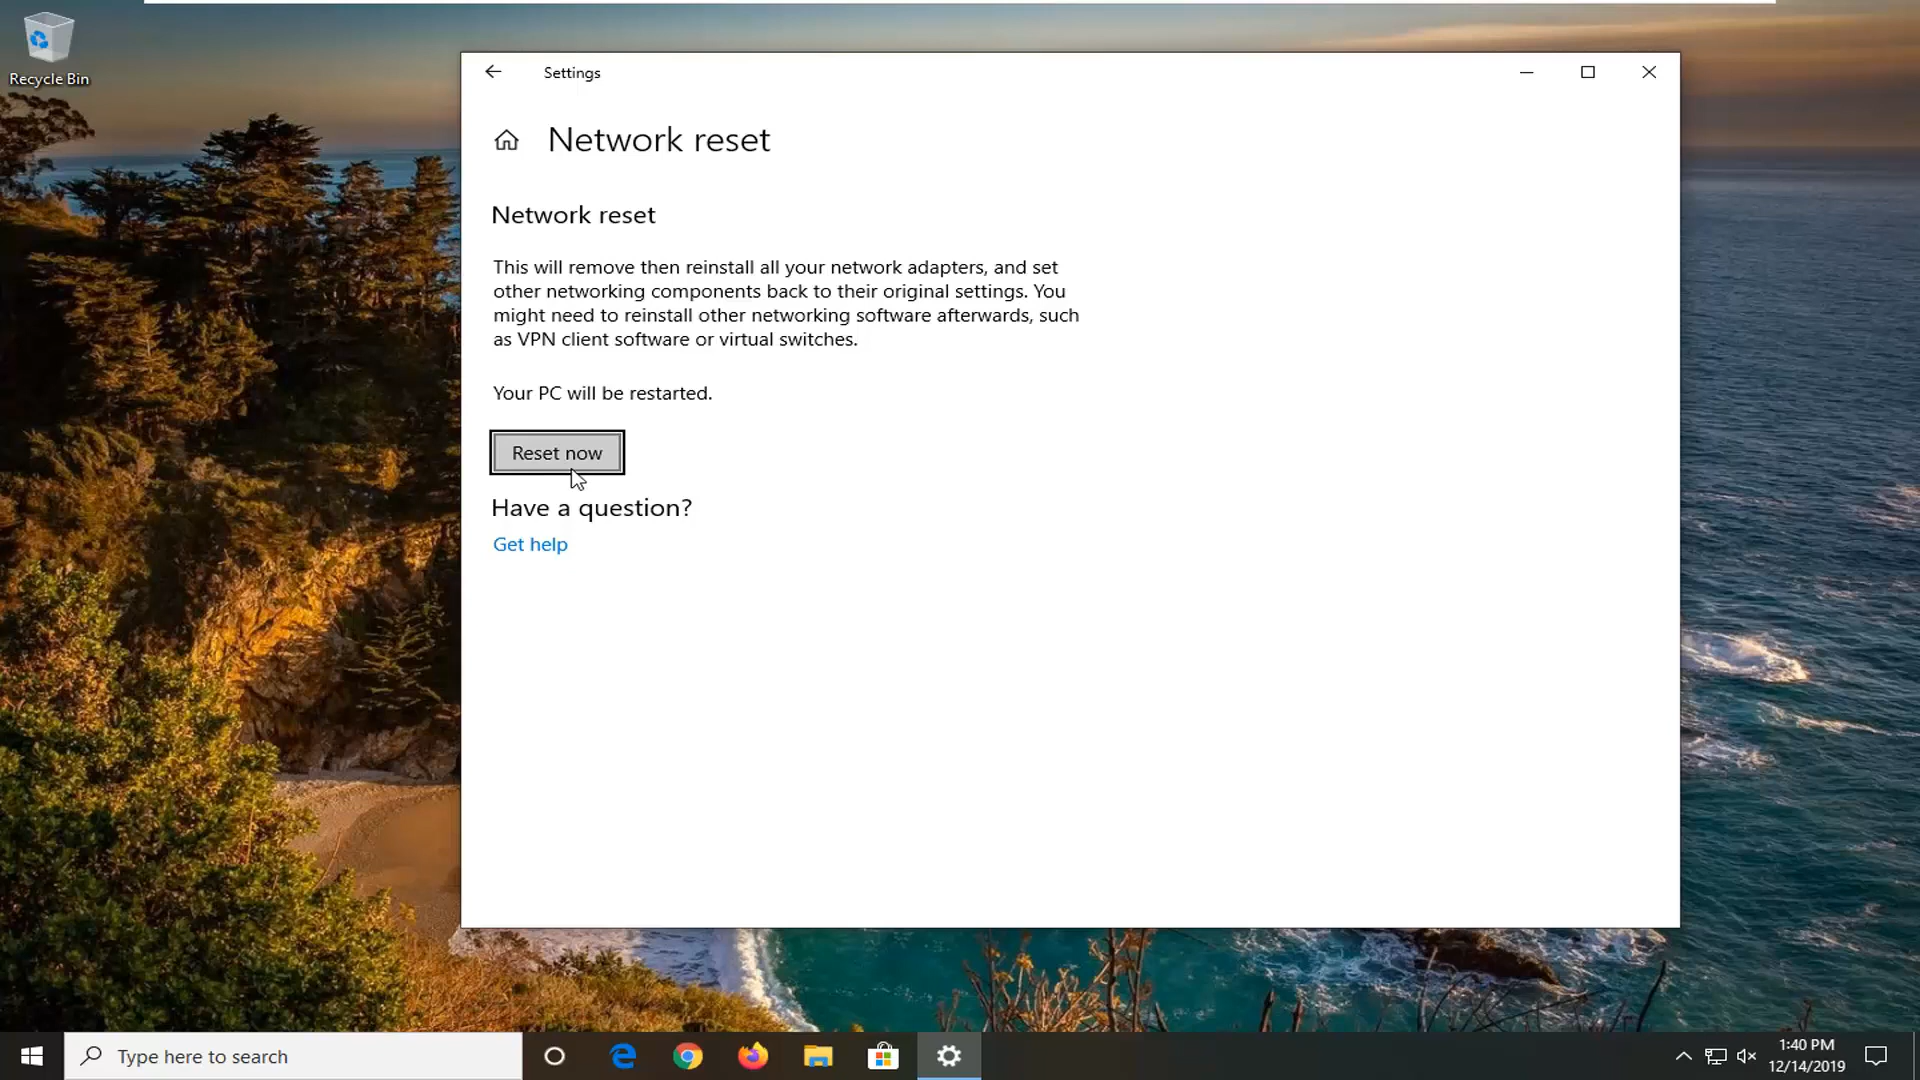 Recycle Bin
Settings
Network reset
Network reset
This will remove then reinstall all your network adapters, and set
other networking components back to their original settings. You
might need to reinstall other networking software afterwards, such
as VPN client software or virtual switches.
Your PC will be restarted.
Reset now
Have a question?
Get help
Type here to search
1:40 PM
12/14/2019